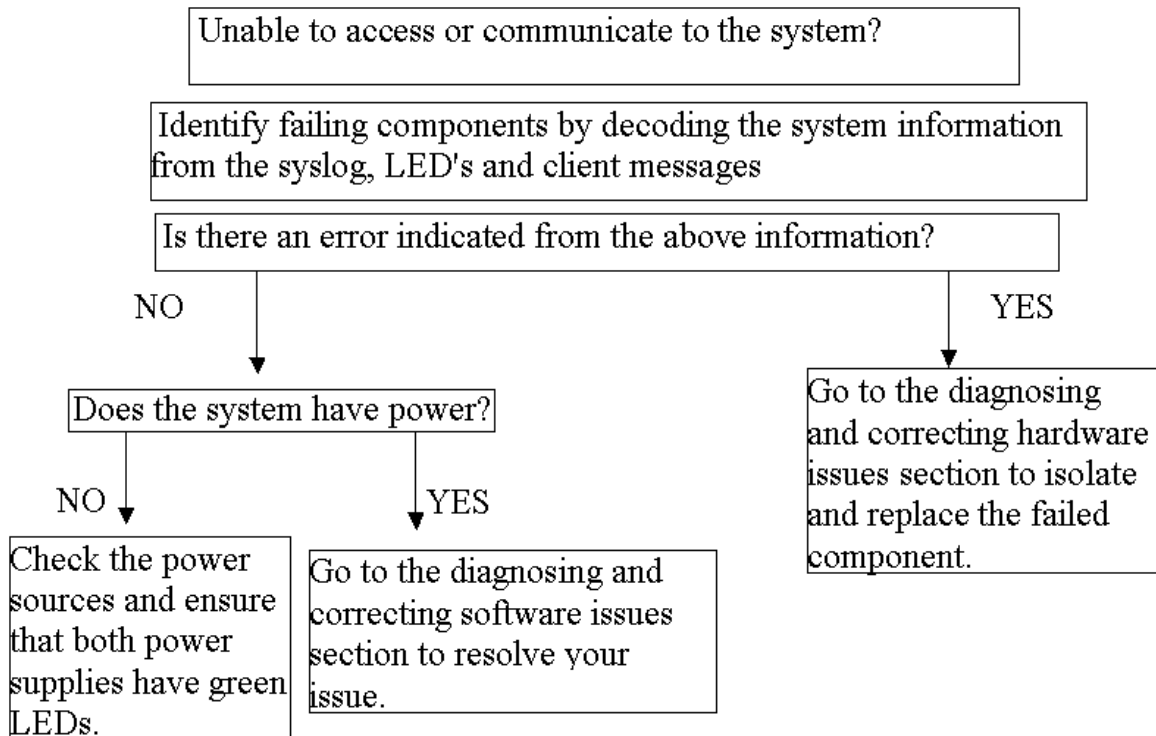 Unable to access or communicate to the system?
Identify failing components by decoding the system information
from the syslog, LED's and client messages
Is there an error indicated from the above information?
NO
YES
Does the system have power?
Go to the diagnosing
and correcting hardware
issues section to isolate
and replace the failed
component.
NO
YES
Check the power
sources and ensure
that both power
supplies have green
LEDs.
Go to the diagnosing and
correcting software issues
section to resolve your
issue.